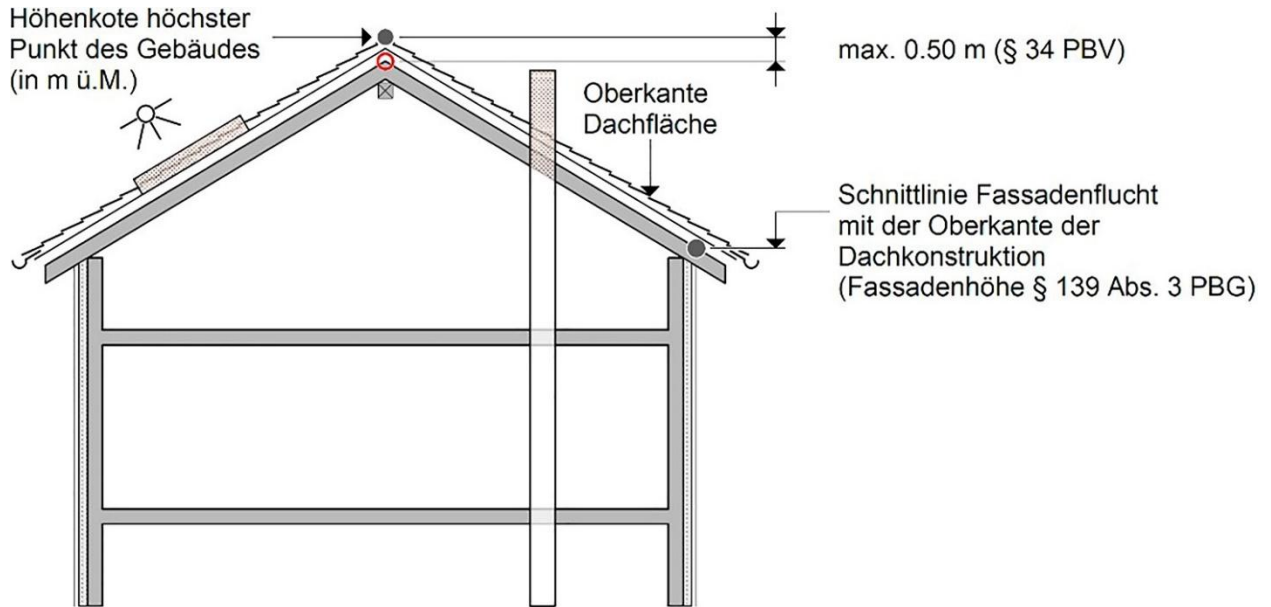 Höhenkote höchster
Punkt des Gebäudes
(in m ü.M.)
max. 0.50 m (§ 34 PBV)
Oberkante
Dachfläche
Schnittlinie Fassadenflucht
mit der Oberkante der
Dachkonstruktion
(Fassadenhöhe § 139 Abs. 3 PBG)